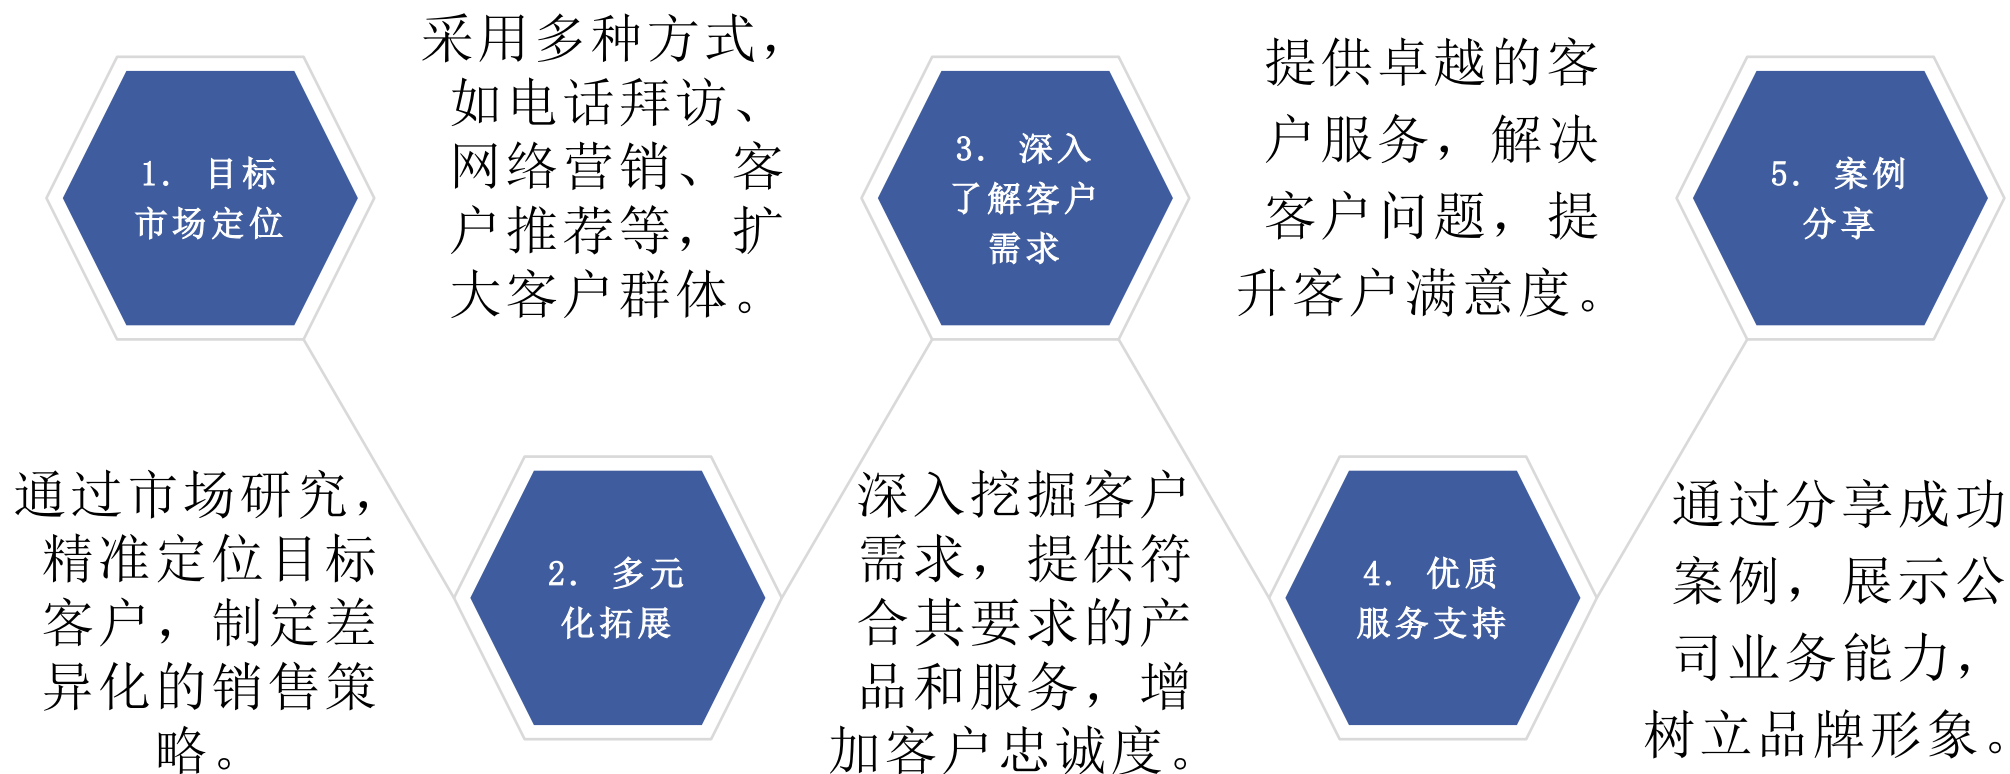 1. 目标
市场定位
通过市场研究，
精准定位目标
客户，制定差
异化的销售策
略。
采用多种方式，
如电话拜访、
网络营销、客
户推荐等，扩
大客户群体。
2. 多元
化拓展
3. 深入
了解客户
需求
深入挖掘客户
需求，提供符
合其要求的产
品和服务，增
加客户忠诚度。
提供卓越的客
户服务，解决
客户问题，提
升客户满意度。
4. 优质
服务支持
5. 案例
分享
通过分享成功
案例，展示公
司业务能力，
树立品牌形象。